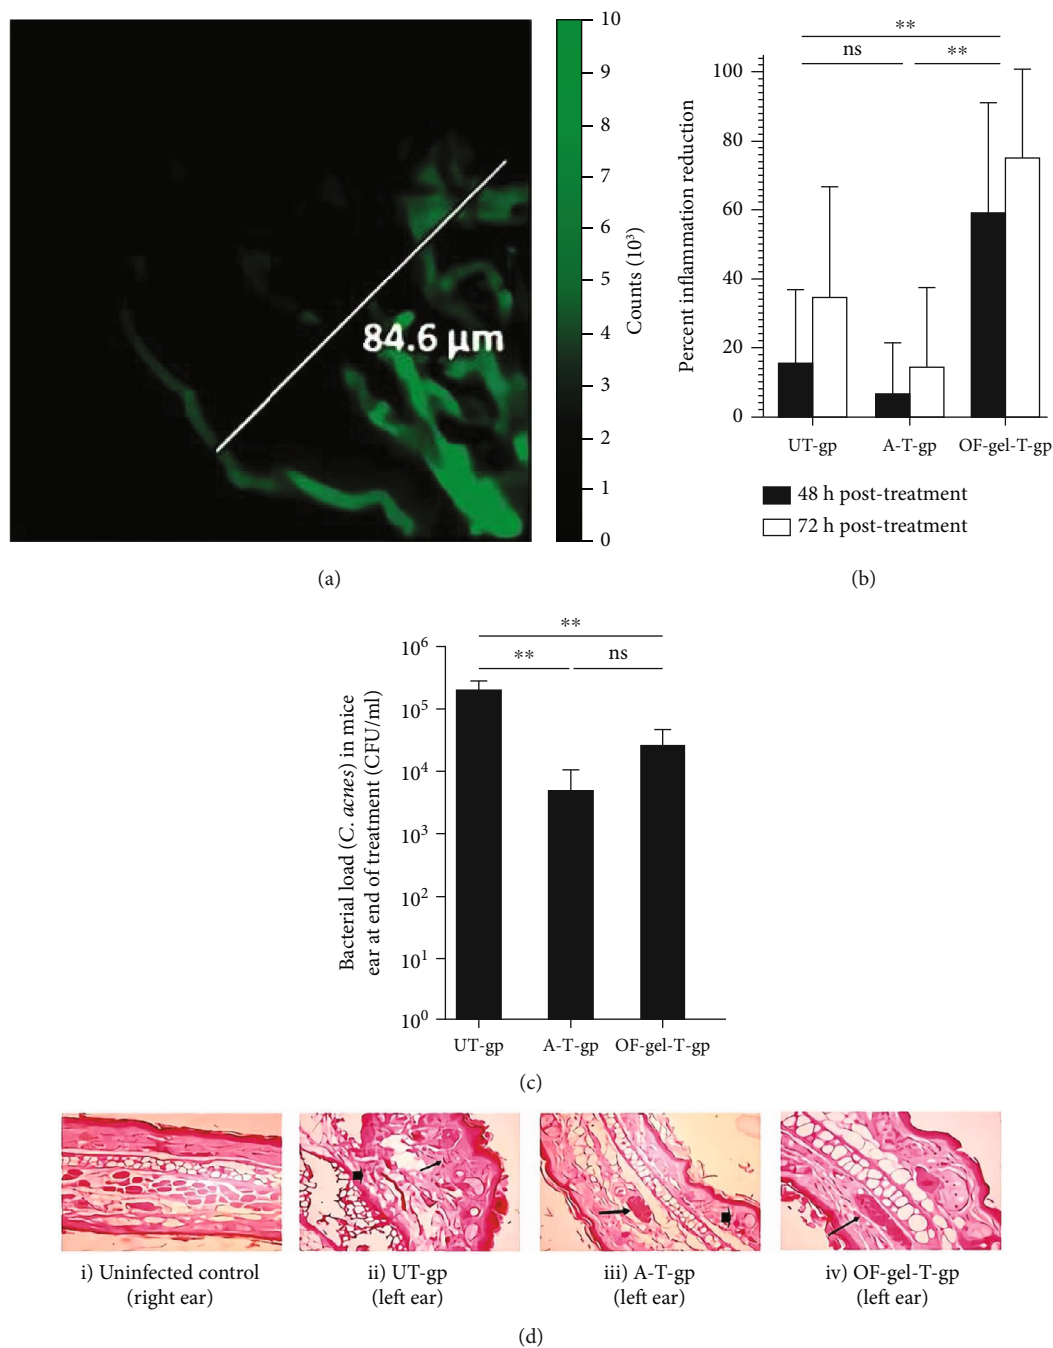 10
9
8
7
6
5
4
3
2
1
0
Counts (10³)
84.6 μm
(a)
** 
ns
**
100
80
60
40
20
0
Percent inflammation reduction
UT-gp
A-T-gp
OF-gel-T-gp
48 h post-treatment
72 h post-treatment
(b)
**
**
ns
10⁶
10⁵
10⁴
10³
10²
10¹
10⁰
Bacterial load (C. acnes) in mice
ear at end of treatment (CFU/ml)
UT-gp
A-T-gp
OF-gel-T-gp
(c)
i) Uninfected control
(right ear)
ii) UT-gp
(left ear)
iii) A-T-gp
(left ear)
iv) OF-gel-T-gp
(left ear)
(d)